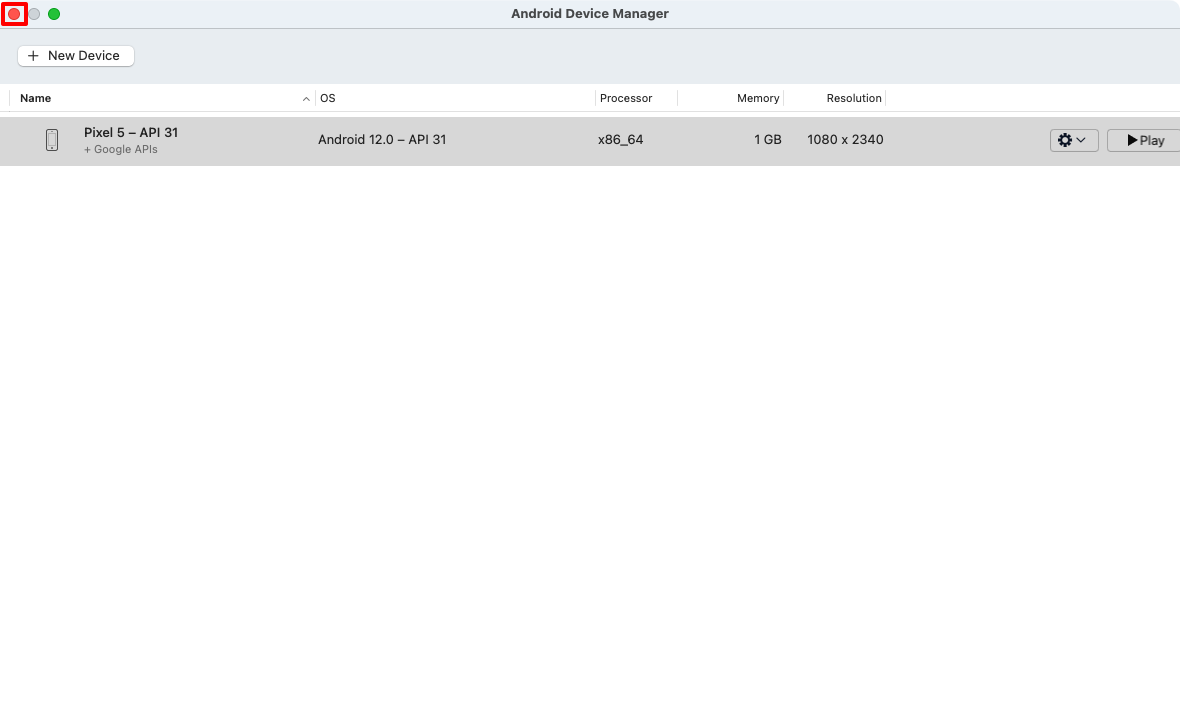 Android Device Manager
New Device
Name OS Processor Memory Resolution
Pixel 5 – API 31 Android 12.0 – API 31 x86_64 1 GB 1080 x 2340 Play
+ Google APIs